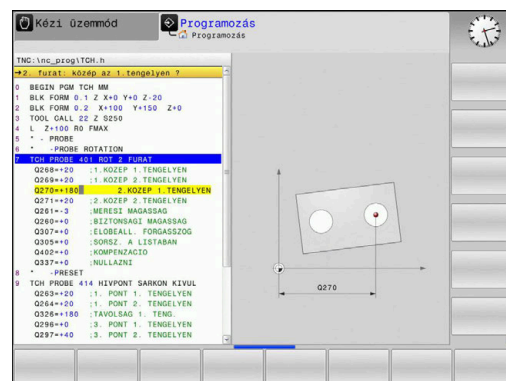 Kézi üzemmód
Programozás
Programozás
TNC:\nc_prog\TCH.h
→2. furat: közép az 1.tengelyen ?
0 BEGIN PGM TCH MM
1 BLK FORM 0.1 Z X+0 Y+0 Z-20
2 BLK FORM 0.2 X+100 Y+150 Z+0
3 TOOL CALL 22 Z S250
4 L Z+100 R0 FMAX
5 * - PROBE
6 * -PROBE ROTATION
7 TCH PROBE 401 ROT 2 FURAT
Q268=+20 ;1.KOZEP 1.TENGELYEN
Q269=+20 ;1.KOZEP 2.TENGELYEN
Q270=+180 2.KOZEP 1.TENGELYEN
Q271=+20 ;2.KOZEP 2.TENGELYEN
Q261=-3 ;MERESI MAGASSAG
Q260=+0 ;BIZTONSAGI MAGASSAG
Q307=+0 ;ELOBEALL. FORGASSZOG
Q305=+0 ;SORSZ. A LISTABAN
Q402=+0 ;KOMPENZACIO
Q337=+0 ;NULLAZNI
8 * -PRESET
9 TCH PROBE 414 HIVPONT SARKON KIVUL
Q263=+20 ;1. PONT 1. TENGELYEN
Q264=+20 ;1. PONT 2. TENGELYEN
Q326=+180 ;TAVOLSAG 1. TENG.
Q296=+0 ;3. PONT 1. TENGELYEN
Q297=+40 ;3. PONT 2. TENGELYEN
Q270